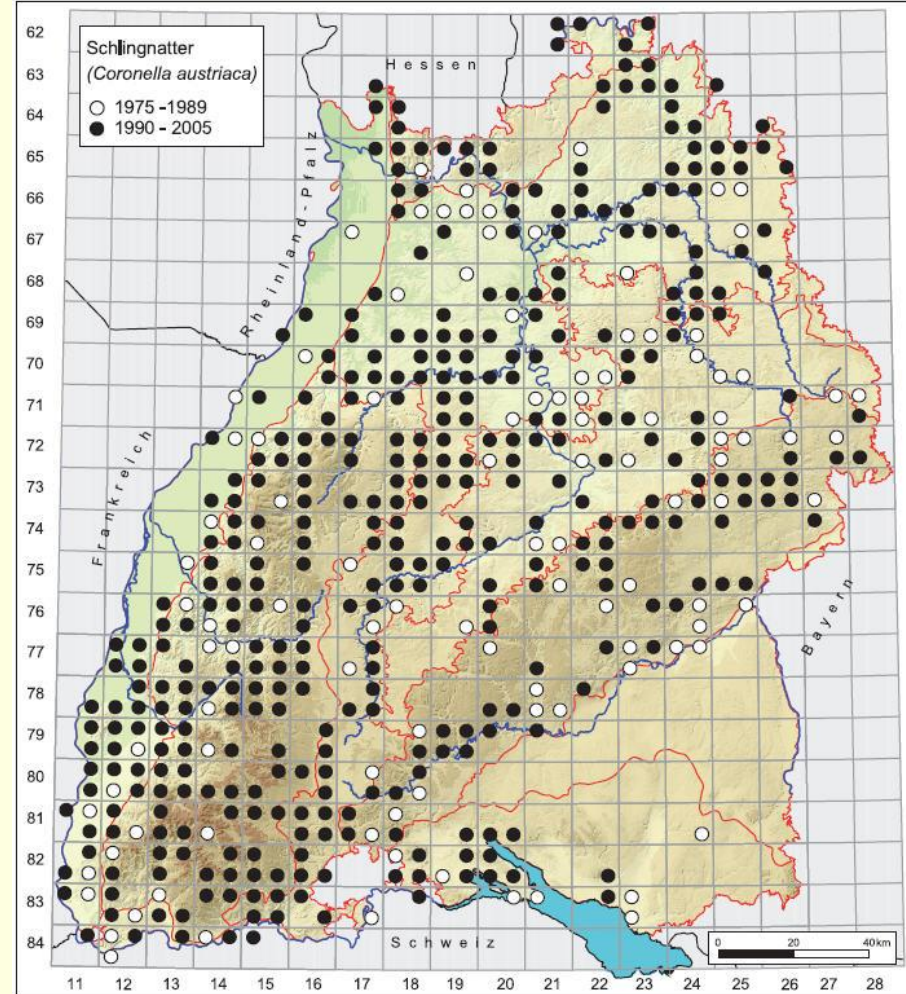 Schlingnatter
(Coronella austriaca)
1975 -1989
1990 - 2005
Hessen
Rheinland-Pfalz
Frankreich
Bayern
Schweiz
0 20 40km
62
63
64
65
66
67
68
69
70
71
72
73
74
75
76
77
78
79
80
81
82
83
84
11 12 13 14 15 16 17 18 19 20 21 22 23 24 25 26 27 28